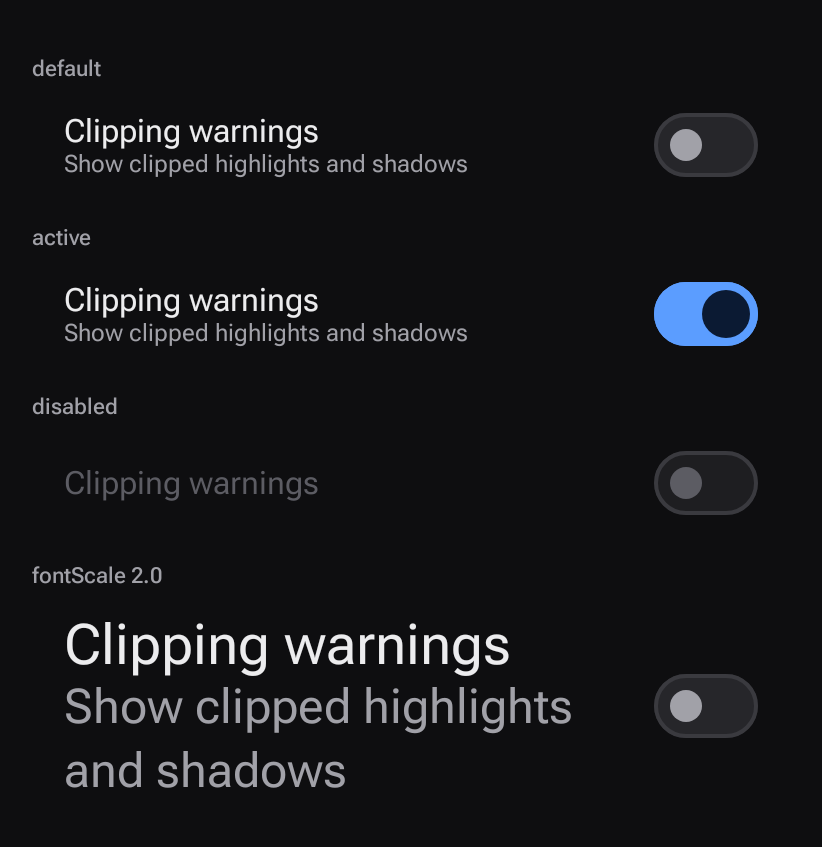 default
Clipping warnings
Show clipped highlights and shadows
active
Clipping warnings
Show clipped highlights and shadows
disabled
Clipping warnings
fontScale 2.0
Clipping warnings
Show clipped highlights
and shadows